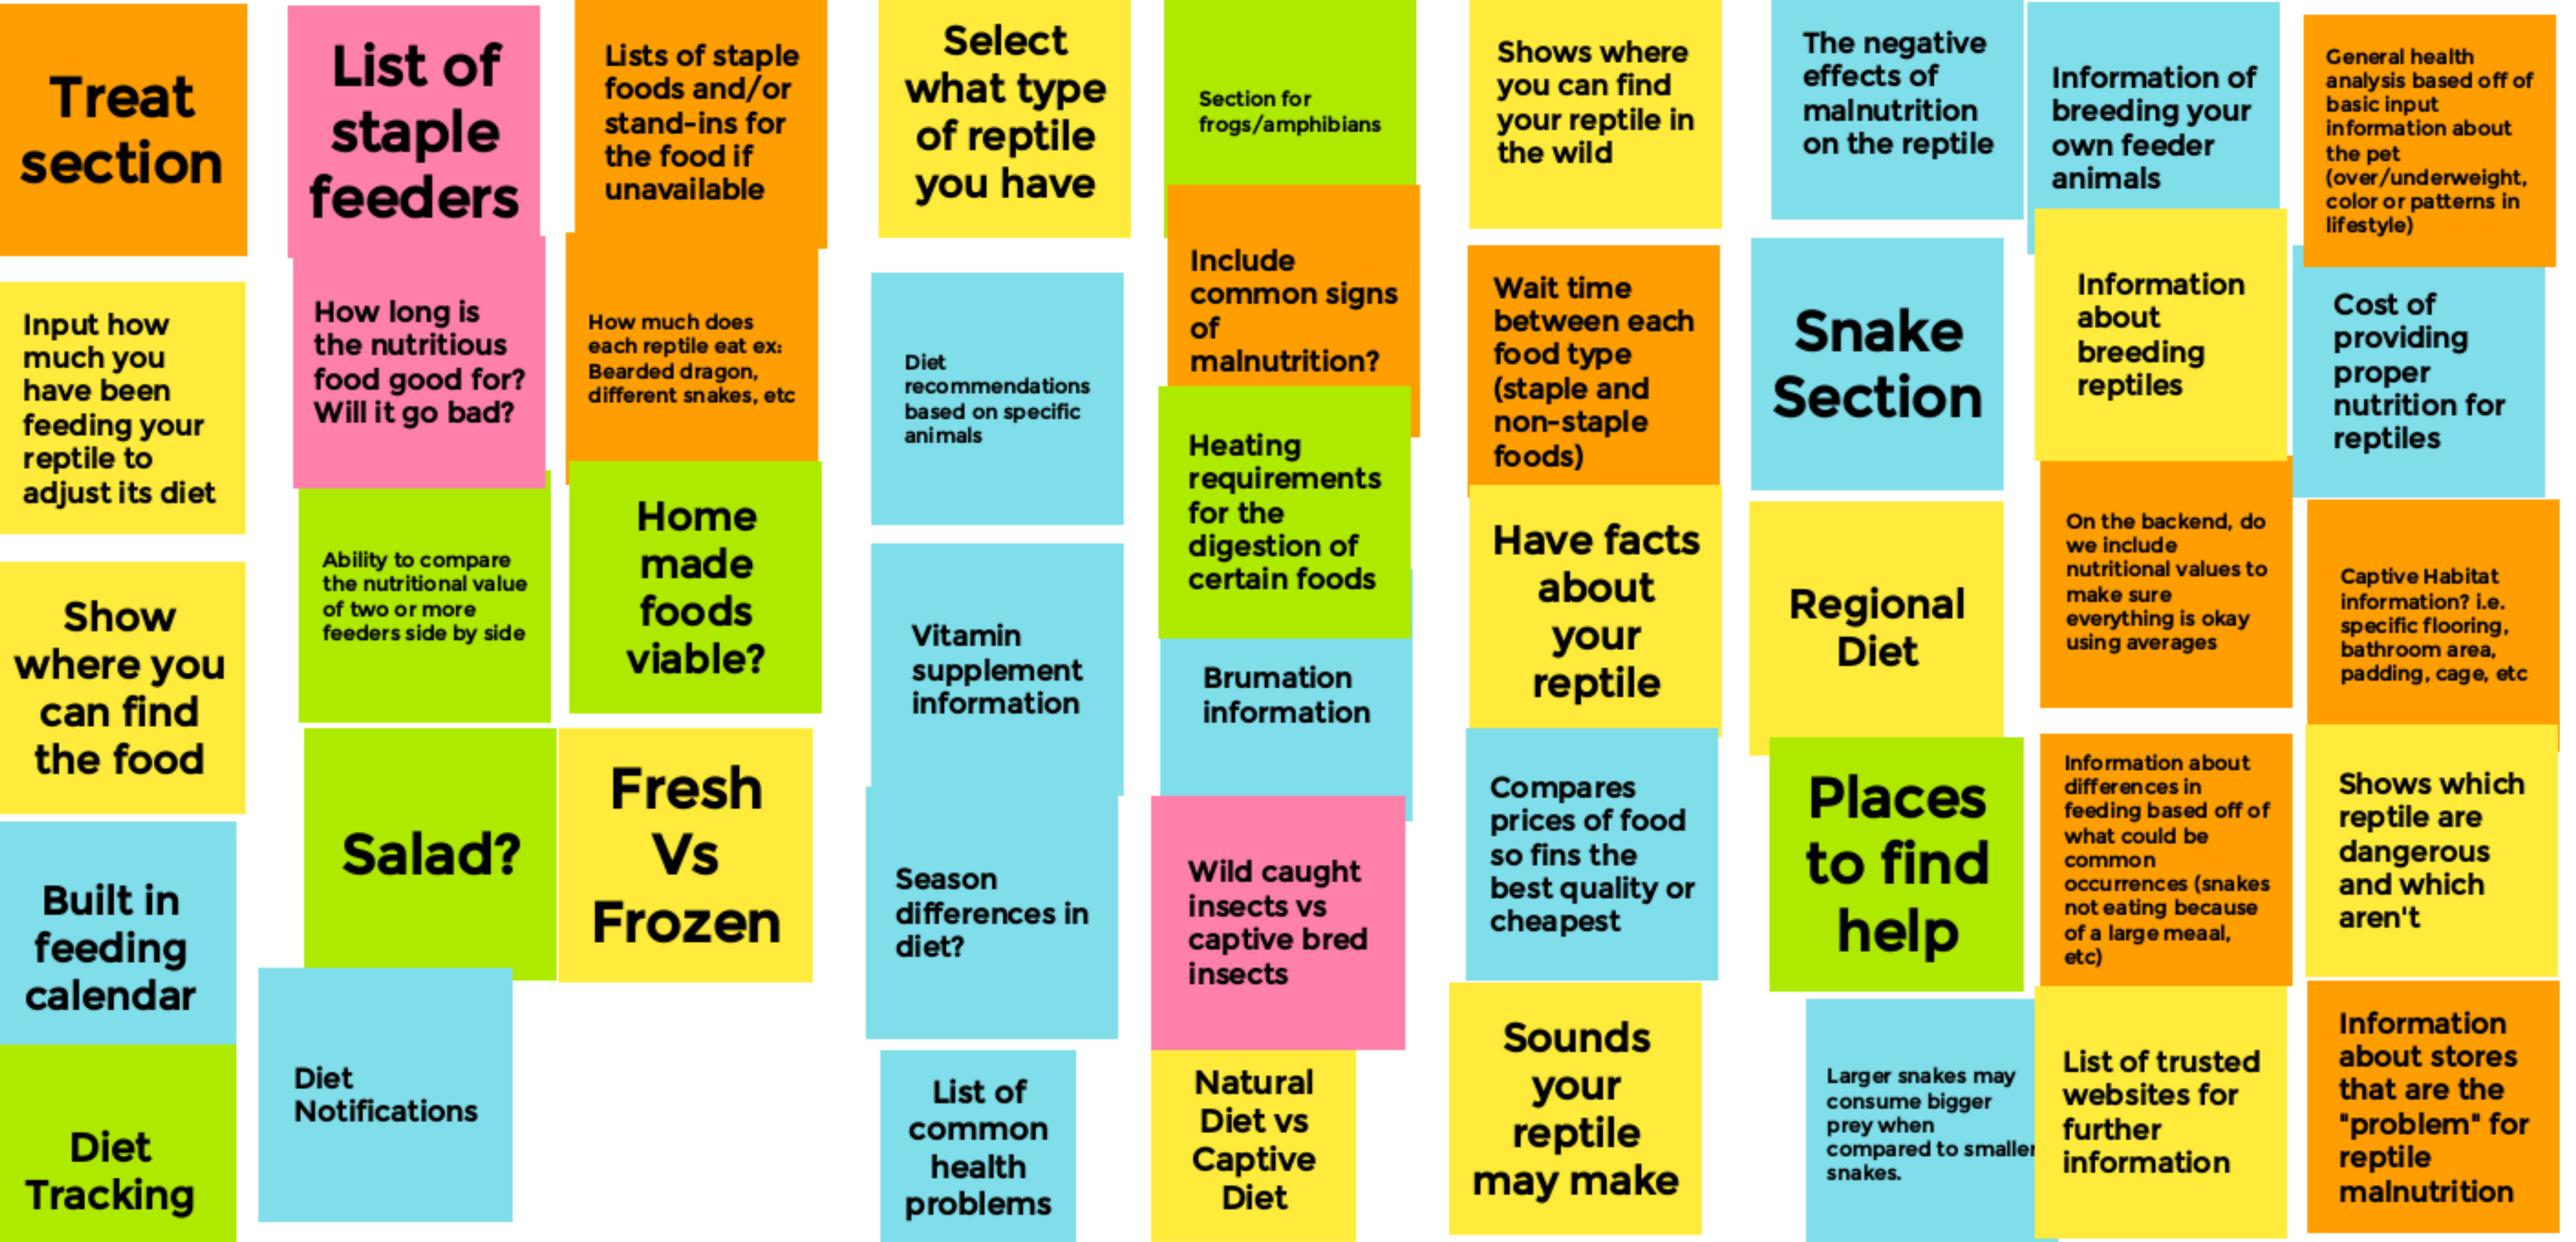 Treat
section
Input how
much you
have been
feeding your
reptile to
adjust its diet
Show
where you
can find
the food
Built in
feeding
calendar
Diet
Tracking
List of
staple
feeders
How long is
the nutritious
food good for?
Will it go bad?
Ability to compare
the nutritional value
of two or more
feeders side by side
Salad?
Diet
Notifications
Lists of staple
foods and/or
stand-ins for
the food if
unavailable
How much does
each reptile eat ex:
Bearded dragon,
different snakes, etc
Home
made
foods
viable?
Fresh
Vs
Frozen
Select
what type
of reptile
you have
Diet
recommendations
based on specific
animals
Vitamin
supplement
information
Season
differences in
diet?
List of
common
health
problems
Section for
frogs/amphibians
Include
common signs
of
malnutrition?
Heating
requirements
for the
digestion of
certain foods
Brumation
information
Wild caught
insects vs
captive bred
insects
Natural
Diet vs
Captive
Diet
Shows where
you can find
your reptile in
the wild
Wait time
between each
food type
(staple and
non-staple
foods)
Have facts
about
your
reptile
Compares
prices of food
so fins the
best quality or
cheapest
Sounds
your
reptile
may make
The negative
effects of
malnutrition
on the reptile
Snake
Section
Regional
Diet
Places
to find
help
Larger snakes may
consume bigger
prey when
compared to smaller
snakes.
Information of
breeding your
own feeder
animals
Information
about
breeding
reptiles
On the backend, do
we include
nutritional values to
make sure
everything is okay
using averages
Information about
differences in
feeding based off of
what could be
common
occurrences (snakes
not eating because
of a large meaal,
etc)
List of trusted
websites for
further
information
General health
analysis based off of
basic input
information about
the pet
(over/underweight,
color or patterns in
lifestyle)
Cost of
providing
proper
nutrition for
reptiles
Captive Habitat
information? i.e.
specific flooring,
bathroom area,
padding, cage, etc
Shows which
reptile are
dangerous
and which
aren't
Information
about stores
that are the
"problem" for
reptile
malnutrition